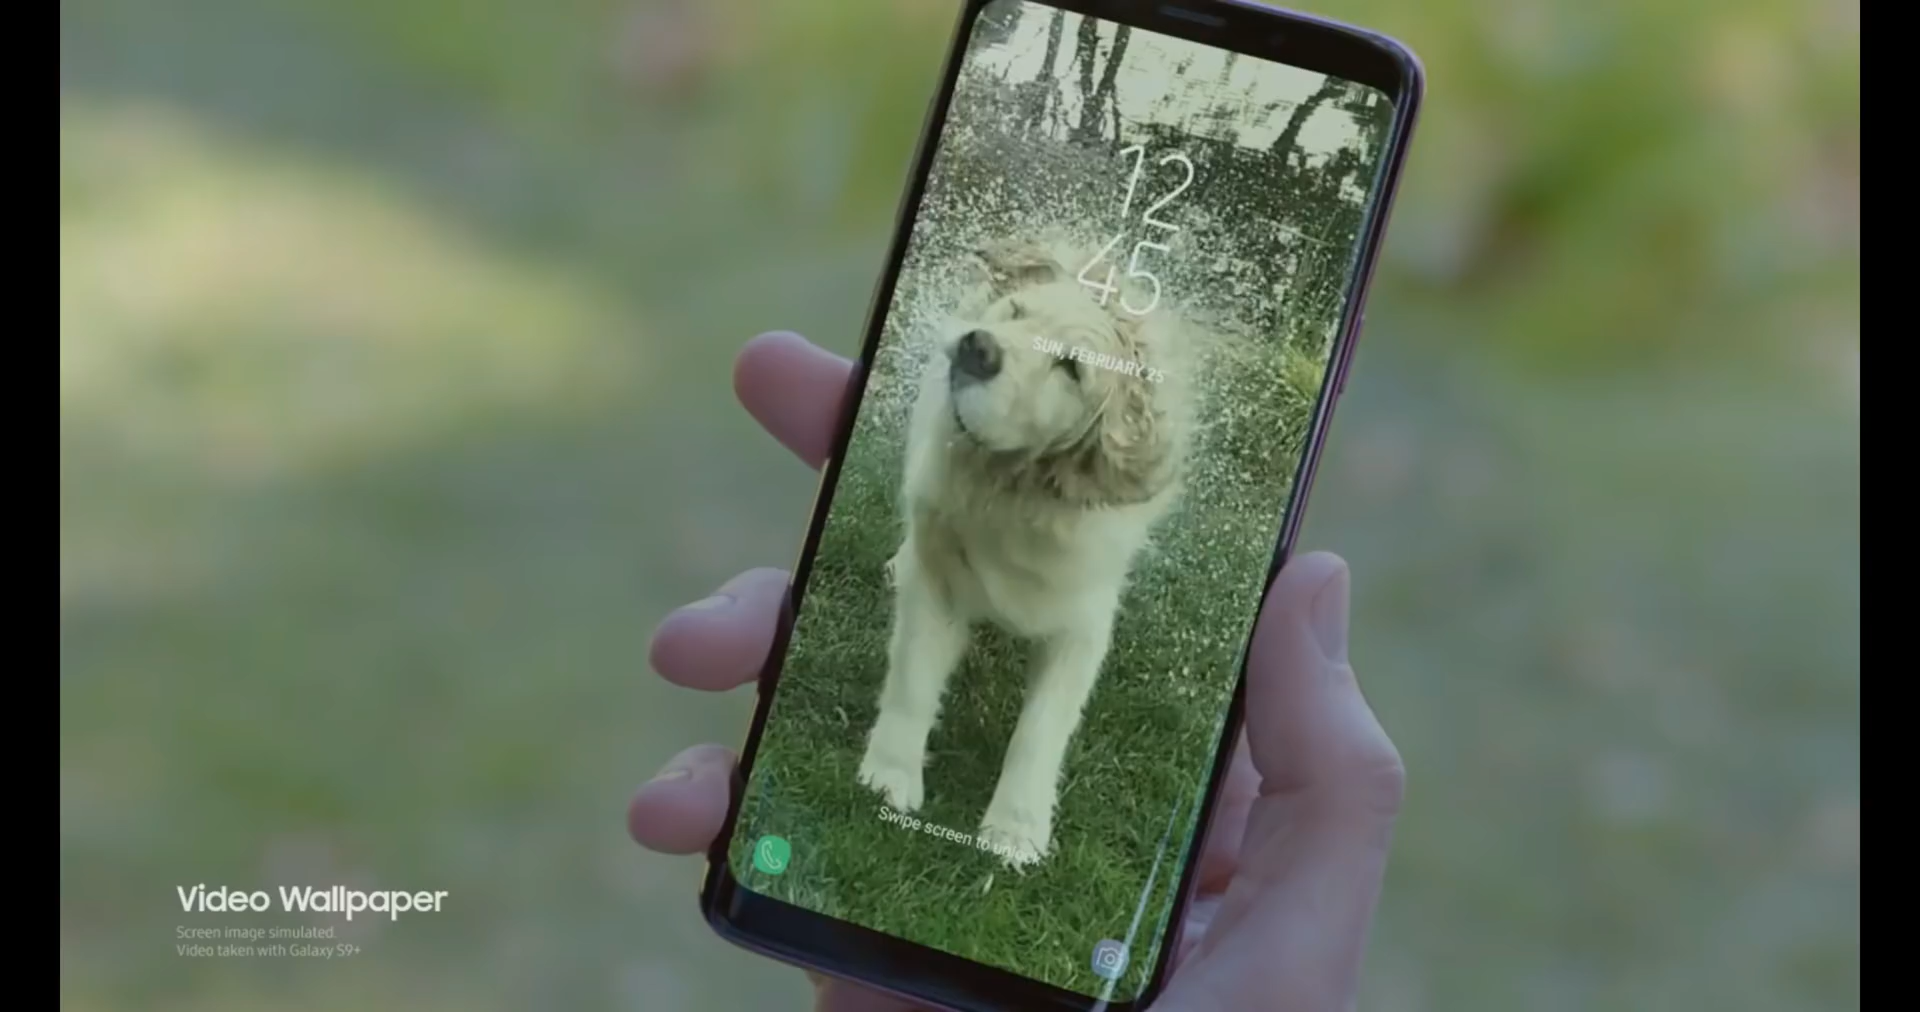 12
45
SUN, FEBRUARY 25
Swipe screen to unlock
Video Wallpaper
Screen image simulated.
Video taken with Galaxy S9+